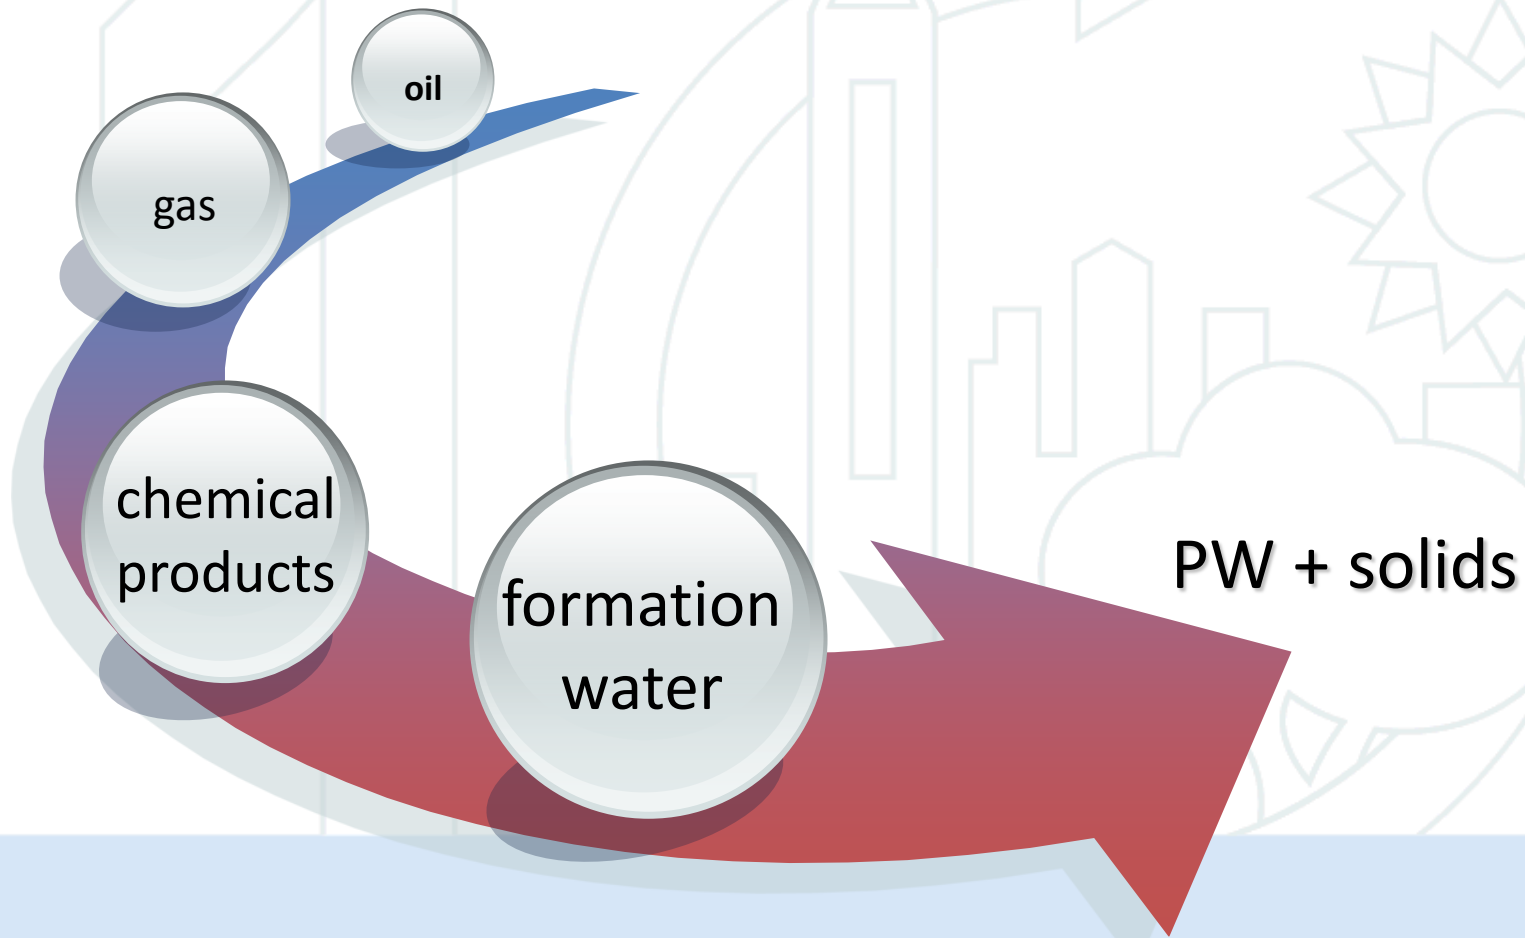 oil
gas
chemical
products
formation
water
PW + solids